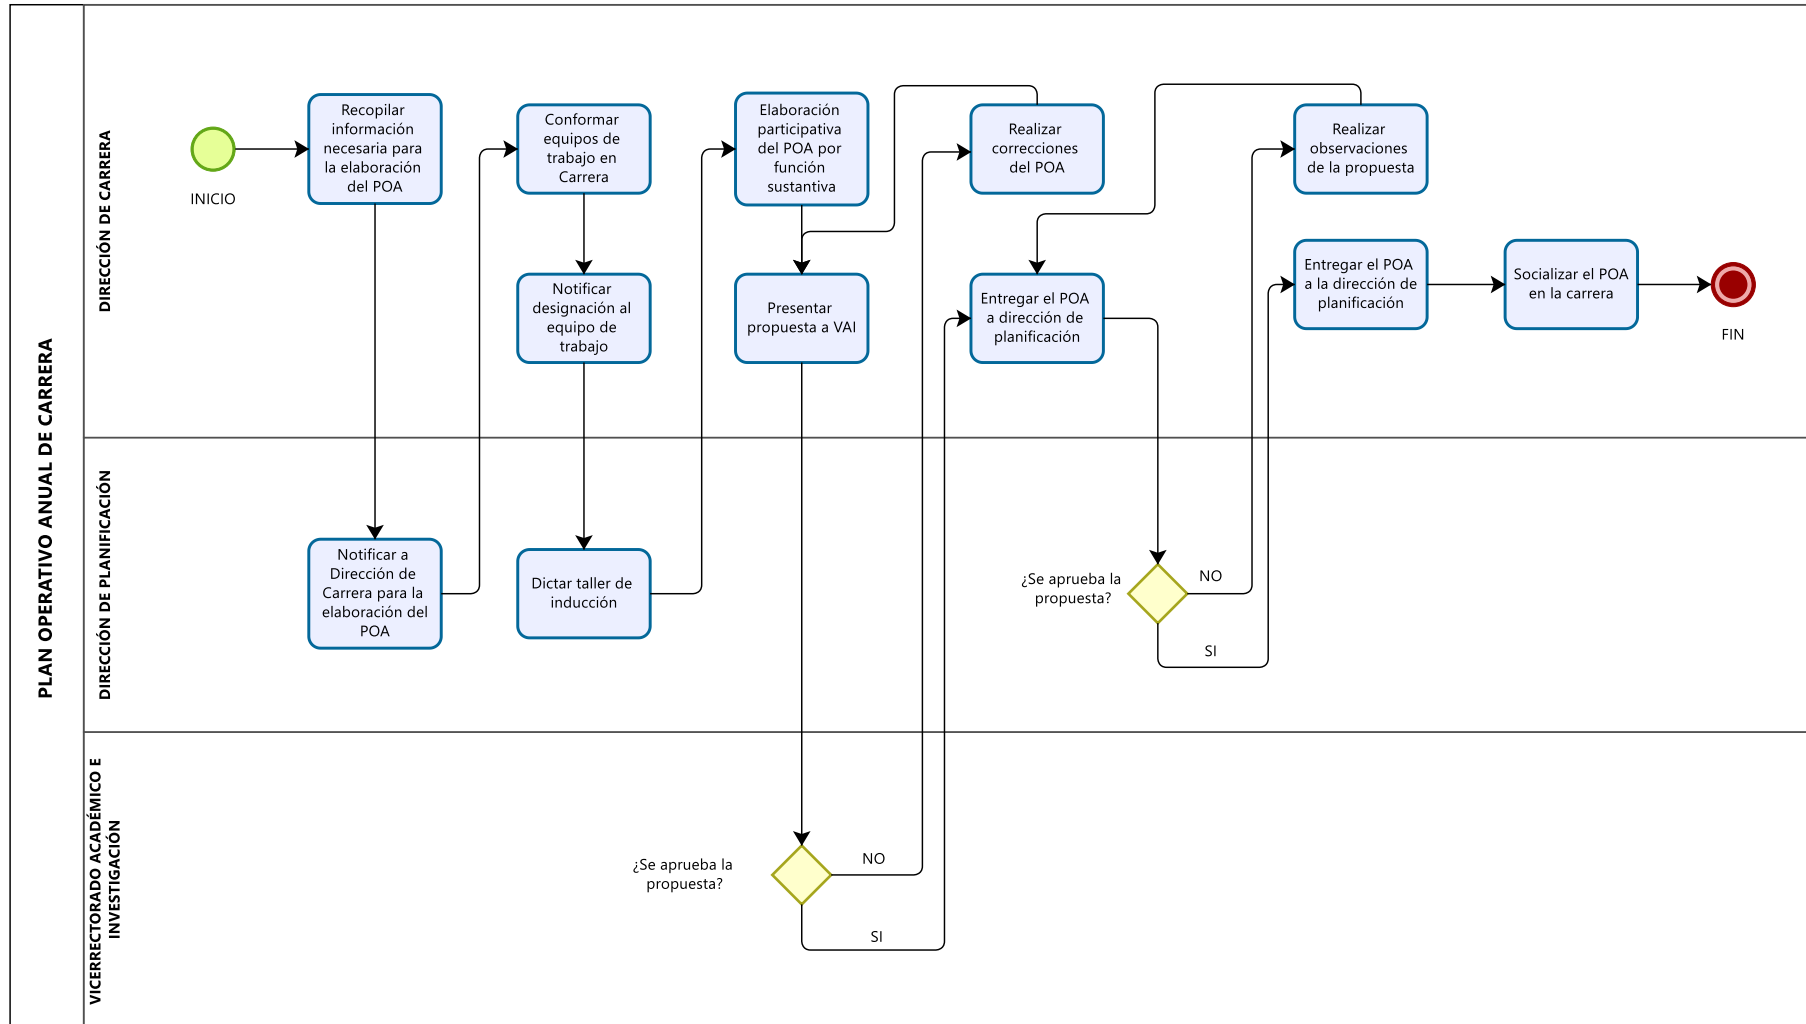 PLAN OPERATIVO ANUAL DE CARRERA
DIRECCIÓN DE CARRERA
INICIO
Recopilar
información
necesaria para
la elaboración
del POA
Conformar
equipos de
trabajo en
Carrera
Notificar
designación al
equipo de
trabajo
Elaboración
participativa
del POA por
función
sustantiva
Presentar
propuesta a VAI
Realizar
correcciones
del POA
Entregar el POA
a dirección de
planificación
Realizar
observaciones
de la propuesta
Entregar el POA
a la dirección de
planificación
Socializar el POA
en la carrera
FIN
DIRECCIÓN DE PLANIFICACIÓN
Notificar a
Dirección de
Carrera para la
elaboración del
POA
Dictar taller de
inducción
¿Se aprueba la
propuesta?
NO
SI
VICERRECTORADO ACADÉMICO E
INVESTIGACIÓN
¿Se aprueba la
propuesta?
NO
SI